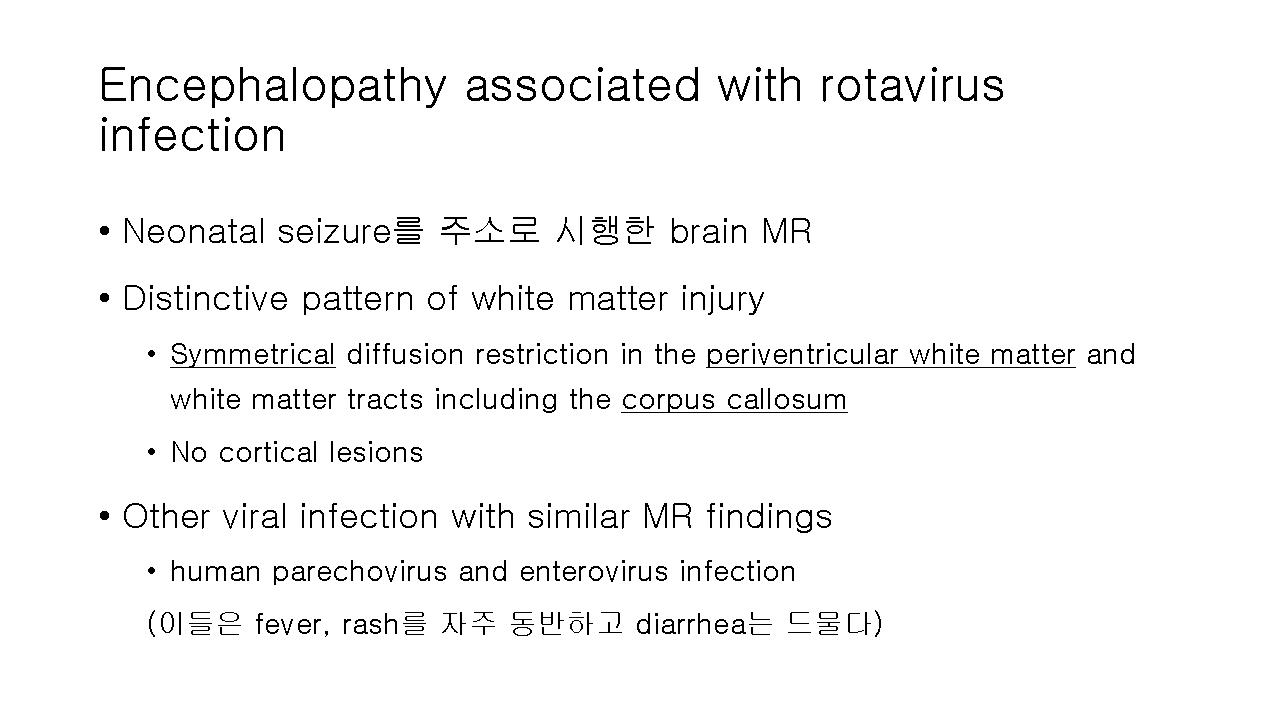 Encephalopathy associated with rotavirus
infection
• Neonatal seizure를 주소로 시행한 brain MR
• Distinctive pattern of white matter injury
• Symmetrical diffusion restriction in the periventricular white matter and
white matter tracts including the corpus callosum
• No cortical lesions
• Other viral infection with similar MR findings
• human parechovirus and enterovirus infection
(이들은 fever, rash를 자주 동반하고 diarrhea는 드물다)